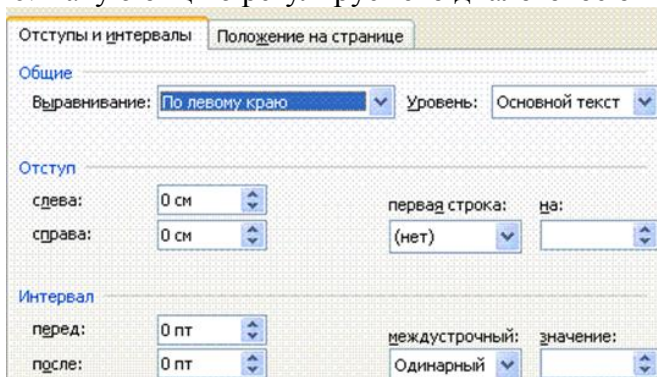 Отступы и интервалы Положение на странице
Общие
Выравнивание: По левому краю Уровень: Основной текст
Отступ
слева: 0 см первая строка: на:
справа: 0 см (нет)
Интервал
перед: 0 пт междустрочный: значение:
после: 0 пт Одинарный